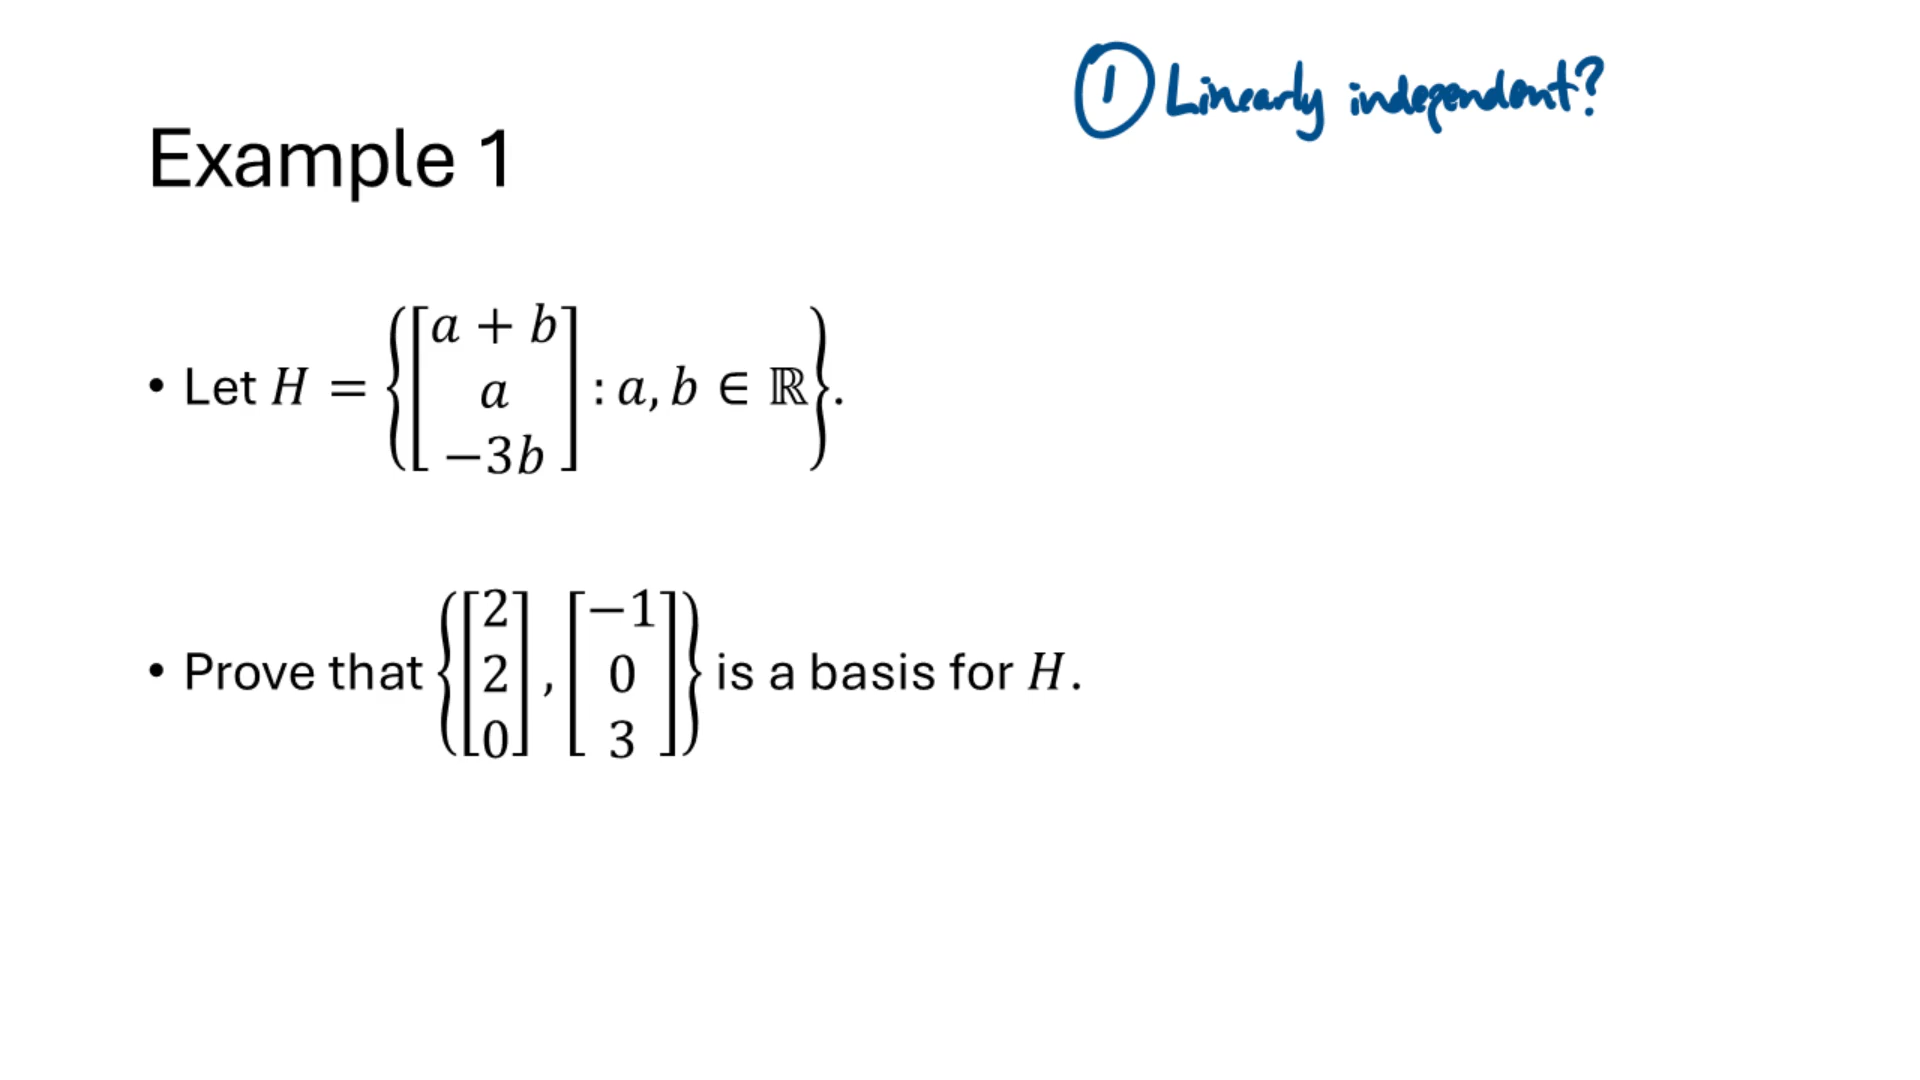 ① Linearly independent?
Example 1
• Let H = {[a + b; a; −3b] : a, b ∈ ℝ}.
• Prove that {[2; 2; 0], [−1; 0; 3]} is a basis for H.